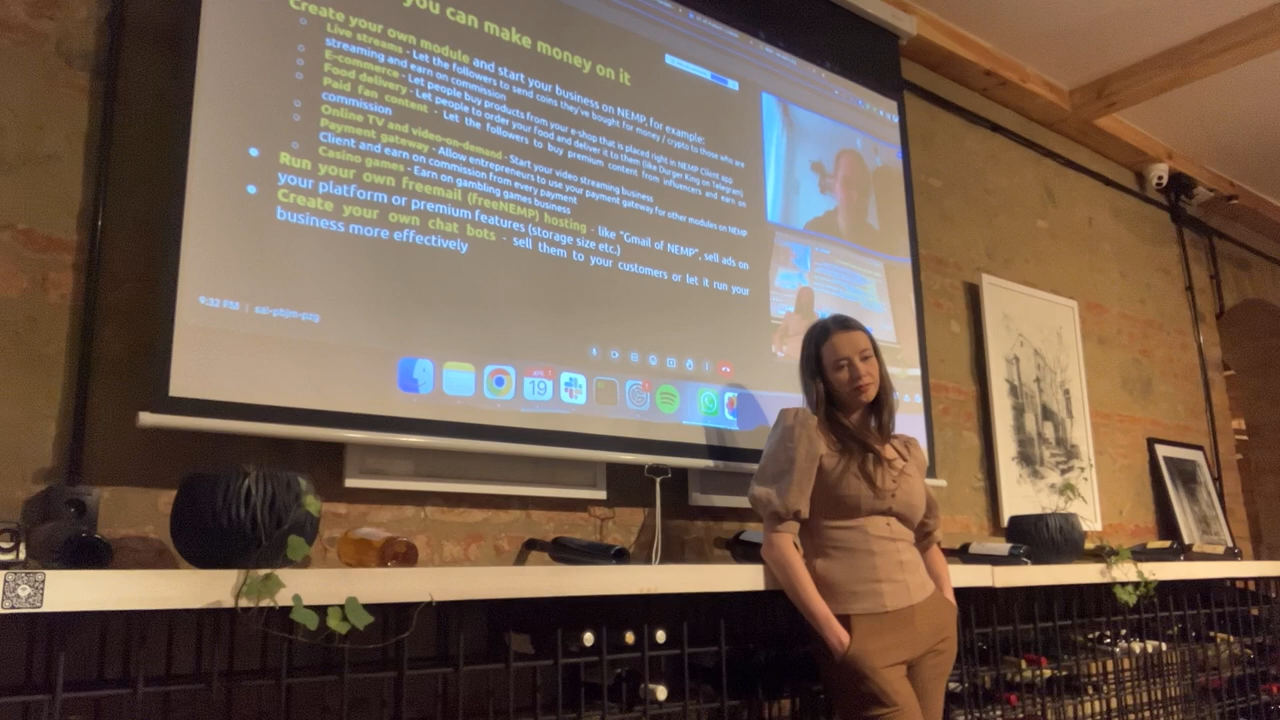 you can make money on it
Create your own module and start your business on NEMP, for example:
Live streams - Let the followers to send coins they've bought for money / crypto to those who are
streaming and earn on commission
E-commerce - Let people buy products from your e-shop that is placed right in NEMP Client app
Food delivery - Let people to order your food and deliver it to them (like Durger King on Telegram)
Paid fan content - Let the followers to buy premium content from influencers and earn on
commission
Online TV and video-on-demand - Start your video streaming business
Payment gateway - Allow entrepreneurs to use your payment gateway for other modules on NEMP
Client and earn on commission from every payment
Casino games - Earn on gambling games business
Run your own freemail (freeNEMP) hosting - like "Gmail of NEMP", sell ads on
your platform or premium features (storage size etc.)
Create your own chat bots - sell them to your customers or let it run your
business more effectively
9:32 PM | sai-pbjm-pzg
APR
19